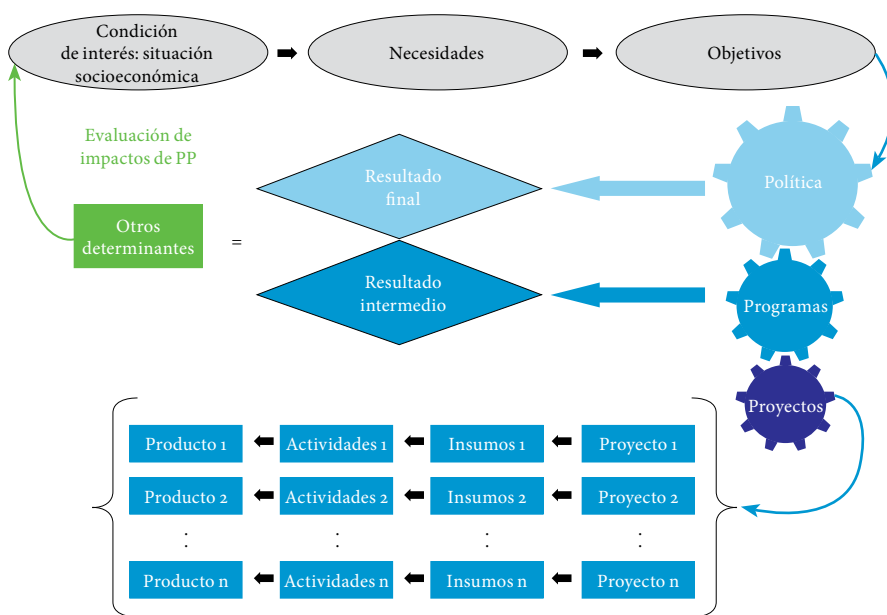 Condición
de interés: situación
socioeconómica
Necesidades
Objetivos
Evaluación de
impactos de PP
Otros
determinantes
=
Resultado
final
Política
Resultado
intermedio
Programas
Proyectos
Producto 1
Actividades 1
Insumos 1
Proyecto 1
Producto 2
Actividades 2
Insumos 2
Proyecto 2
: : : :
Producto n
Actividades n
Insumos n
Proyecto n